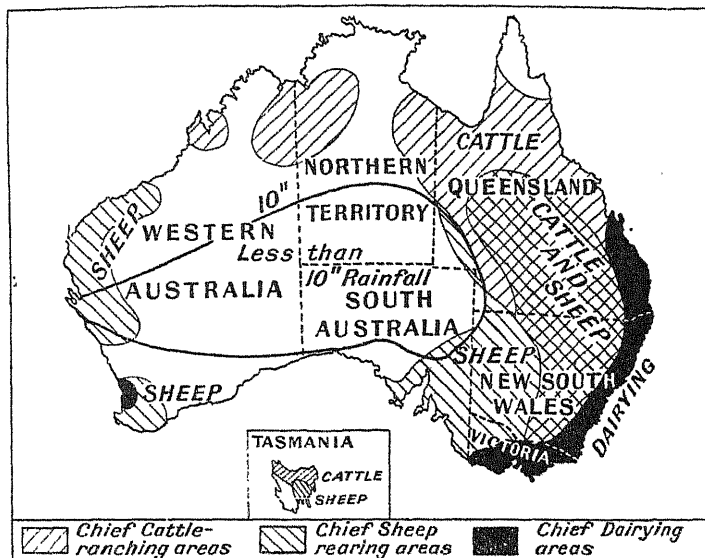 CATTLE
NORTHERN
QUEENSLAND
10"
TERRITORY
SHEEP
WESTERN
CATTLE AND SHEEP
Less than
10" Rainfall
AUSTRALIA
SOUTH
AUSTRALIA
SHEEP
SHEEP
NEW SOUTH
WALES
DAIRYING
VICTORIA
TASMANIA
CATTLE
SHEEP
Chief Cattle-
ranching areas
Chief Sheep
rearing areas
Chief Dairying
areas